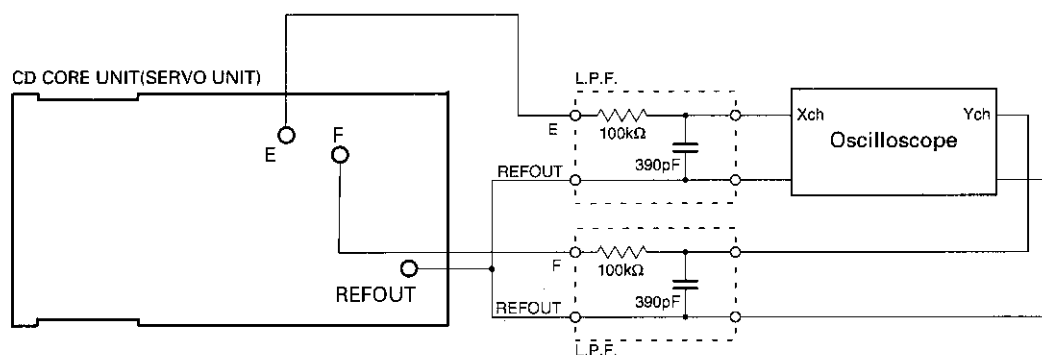 CD CORE UNIT(SERVO UNIT)
E
F
REFOUT
L.P.F.
E
100kΩ
390pF
REFOUT
Xch
Ych
Oscilloscope
F
100kΩ
390pF
REFOUT
L.P.F.